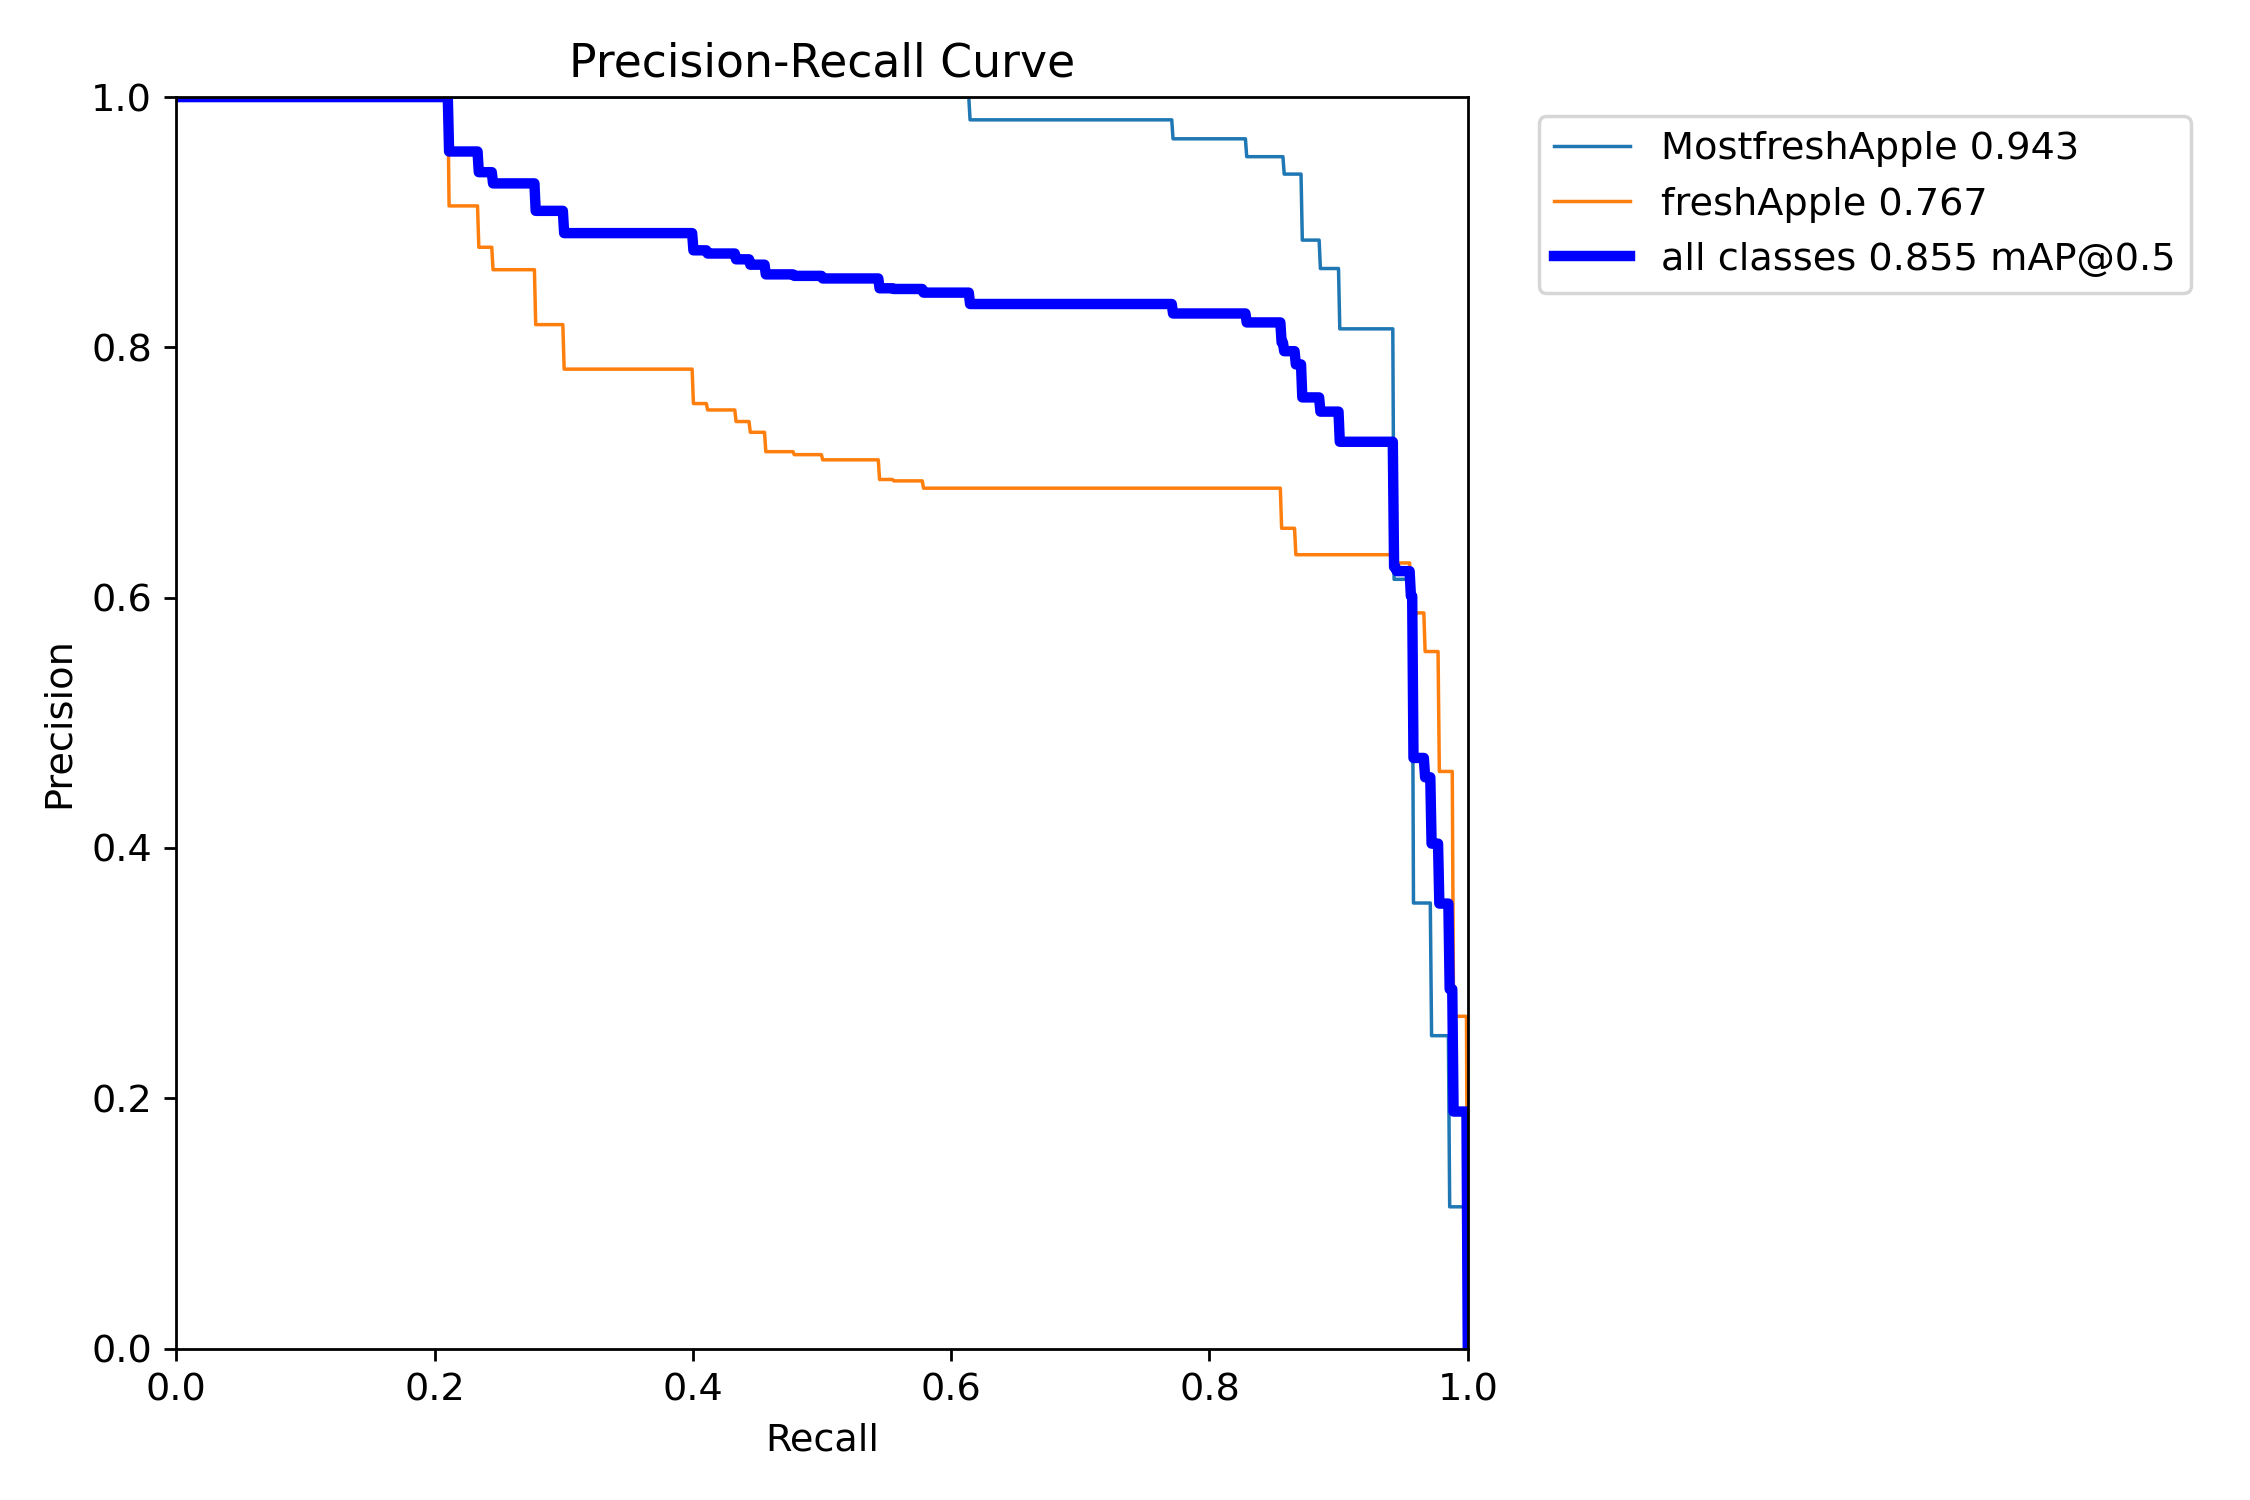 Precision-Recall Curve
1.0
0.8
0.6
0.4
0.2
0.0
Precision
0.0 0.2 0.4 0.6 0.8 1.0
Recall
MostfreshApple 0.943
freshApple 0.767
all classes 0.855 mAP@0.5